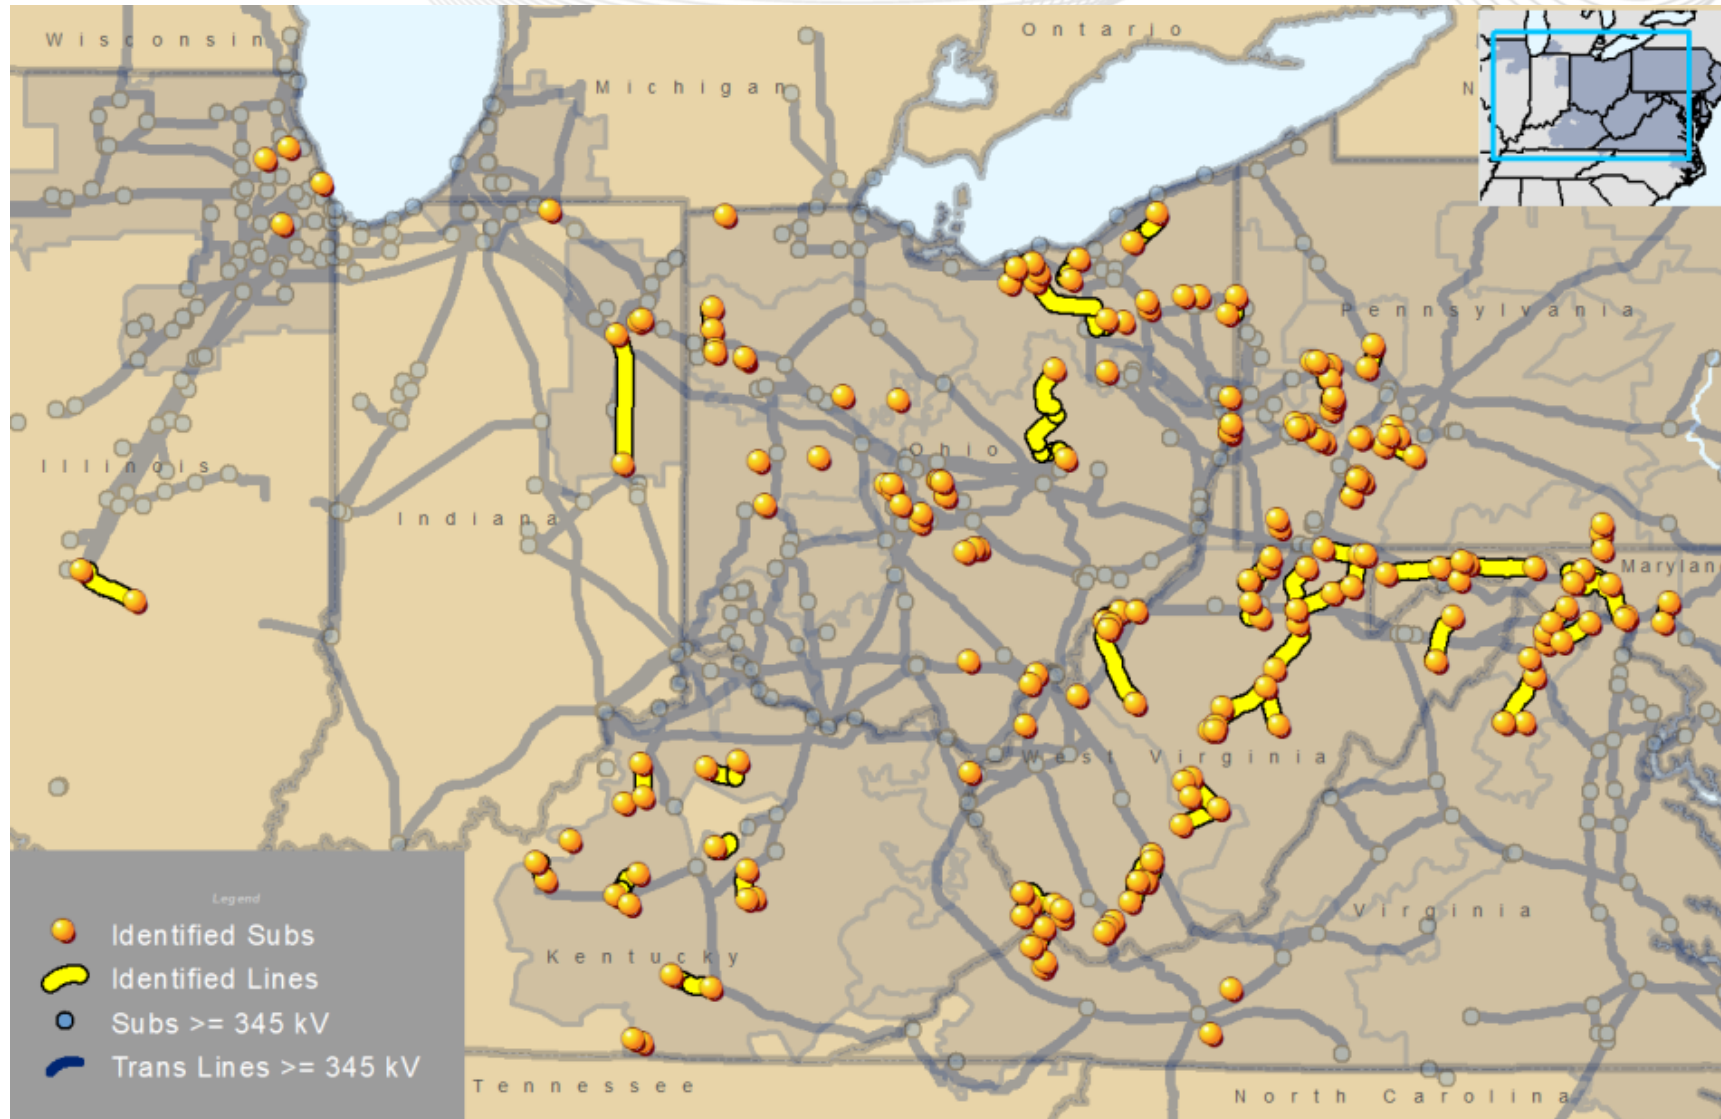 Wisconsin
Ontario
Michigan
N
Pennsylvania
Ohio
Illinois
Indiana
Maryland
West Virginia
Virginia
Kentucky
Tennessee
North Carolina
Legend
Identified Subs
Identified Lines
Subs >= 345 kV
Trans Lines >= 345 kV